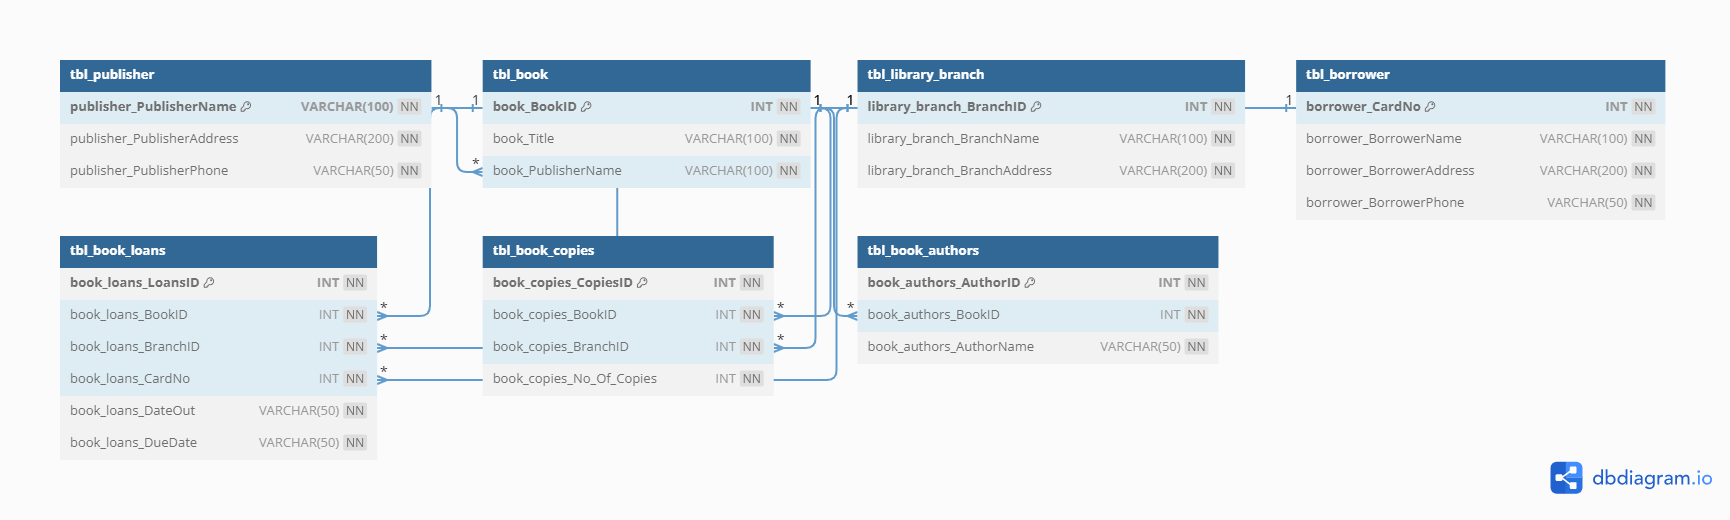 tbl_publisher
publisher_PublisherName VARCHAR(100) NN
publisher_PublisherAddress VARCHAR(200) NN
publisher_PublisherPhone VARCHAR(50) NN
1
1
*
tbl_book
book_BookID INT NN
book_Title VARCHAR(100) NN
book_PublisherName VARCHAR(100) NN
1
1
tbl_library_branch
library_branch_BranchID INT NN
library_branch_BranchName VARCHAR(100) NN
library_branch_BranchAddress VARCHAR(200) NN
1
tbl_borrower
borrower_CardNo INT NN
borrower_BorrowerName VARCHAR(100) NN
borrower_BorrowerAddress VARCHAR(200) NN
borrower_BorrowerPhone VARCHAR(50) NN
tbl_book_loans
book_loans_LoansID INT NN
book_loans_BookID INT NN
book_loans_BranchID INT NN
book_loans_CardNo INT NN
book_loans_DateOut VARCHAR(50) NN
book_loans_DueDate VARCHAR(50) NN
*
*
*
tbl_book_copies
book_copies_CopiesID INT NN
book_copies_BookID INT NN
book_copies_BranchID INT NN
book_copies_No_Of_Copies INT NN
*
*
*
tbl_book_authors
book_authors_AuthorID INT NN
book_authors_BookID INT NN
book_authors_AuthorName VARCHAR(50) NN
dbdiagram.io